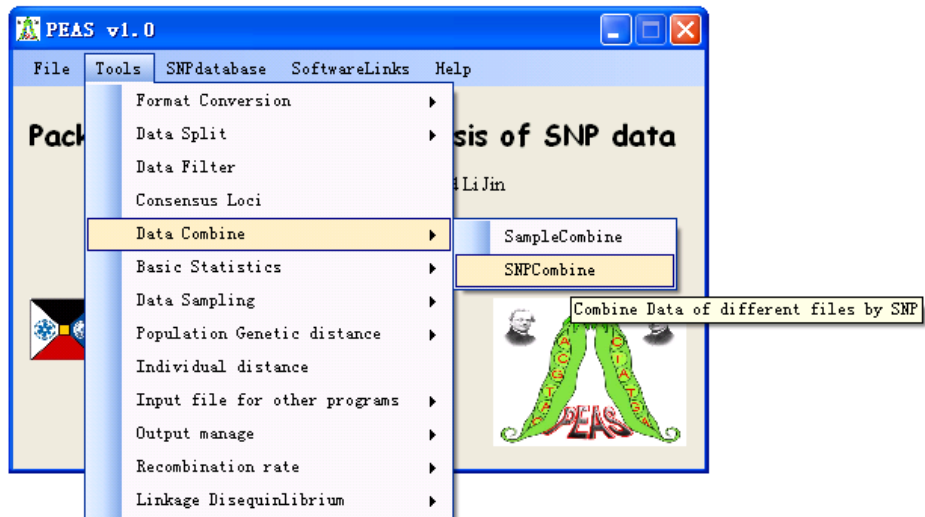 PEAS v1.0
File Tools SNPdatabase SoftwareLinks Help
Format Conversion
Pack
Data Split
sis of SNP data
Data Filter
Li Jin
Consensus Loci
Data Combine
SampleCombine
Basic Statistics
SNPCombine
Data Sampling
Combine Data of different files by SNP
Population Genetic distance
Individual distance
Input file for other programs
PEAS
Output manage
Recombination rate
Linkage Disequinlibrium